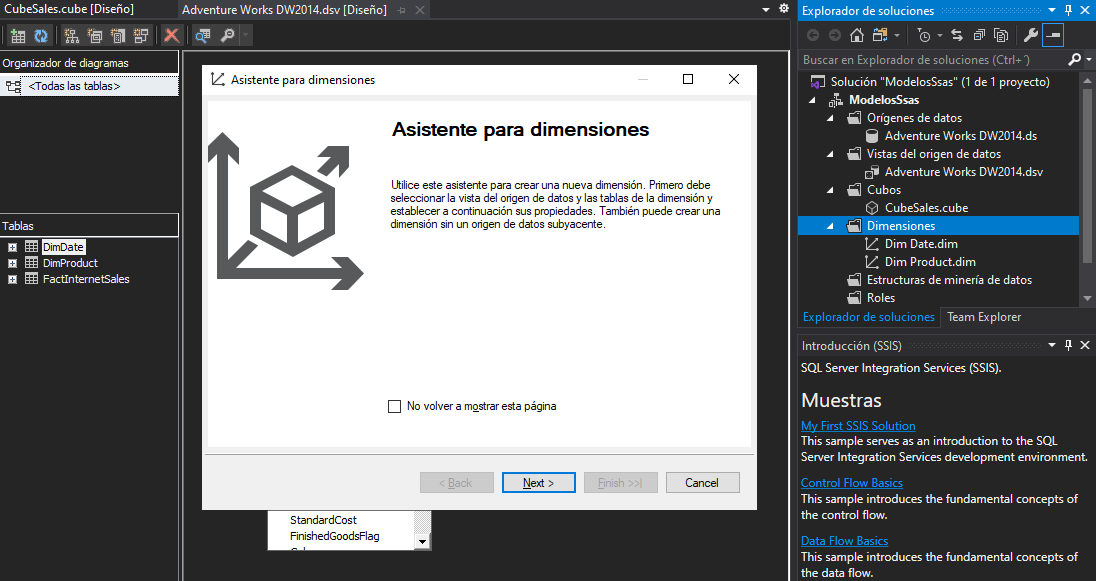 CubeSales.cube [Diseño]
Adventure Works DW2014.dsv [Diseño]
Organizador de diagramas
<Todas las tablas>
Tablas
DimDate
DimProduct
FactInternetSales
Asistente para dimensiones
Asistente para dimensiones
Utilice este asistente para crear una nueva dimensión. Primero debe
seleccionar la vista del origen de datos y las tablas de la dimensión y
establecer a continuación sus propiedades. También puede crear una
dimensión sin un origen de datos subyacente.
No volver a mostrar esta página
< Back
Next >
Finish >>|
Cancel
StandardCost
FinishedGoodsFlag
Explorador de soluciones
Buscar en Explorador de soluciones (Ctrl+´)
Solución "ModelosSsas" (1 de 1 proyecto)
ModelosSsas
Orígenes de datos
Adventure Works DW2014.ds
Vistas del origen de datos
Adventure Works DW2014.dsv
Cubos
CubeSales.cube
Dimensiones
Dim Date.dim
Dim Product.dim
Estructuras de minería de datos
Roles
Explorador de soluciones
Team Explorer
Introducción (SSIS)
SQL Server Integration Services (SSIS).
Muestras
My First SSIS Solution
This sample serves as an introduction to the SQL
Server Integration Services development environment.
Control Flow Basics
This sample introduces the fundamental concepts of
the control flow.
Data Flow Basics
This sample introduces the fundamental concepts of
the data flow.